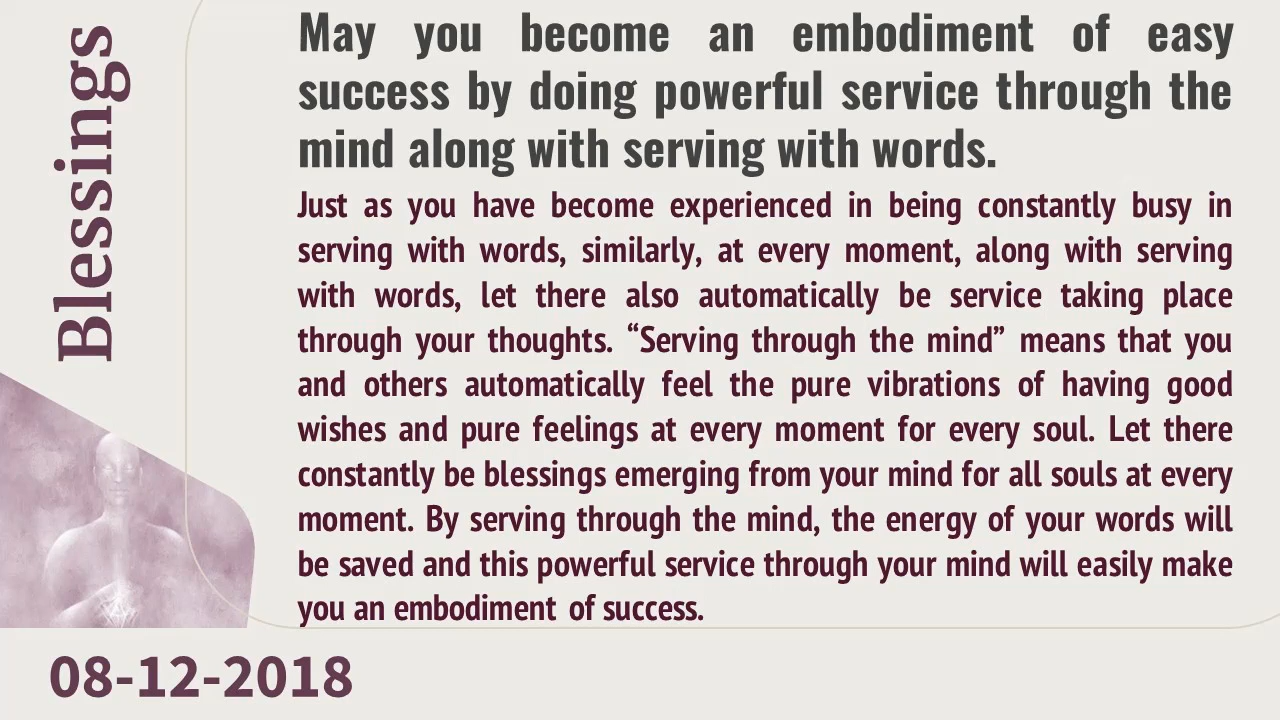 Blessings
May you become an embodiment of easy
success by doing powerful service through the
mind along with serving with words.
Just as you have become experienced in being constantly busy in
serving with words, similarly, at every moment, along with serving
with words, let there also automatically be service taking place
through your thoughts. “Serving through the mind” means that you
and others automatically feel the pure vibrations of having good
wishes and pure feelings at every moment for every soul. Let there
constantly be blessings emerging from your mind for all souls at every
moment. By serving through the mind, the energy of your words will
be saved and this powerful service through your mind will easily make
you an embodiment of success.
08-12-2018